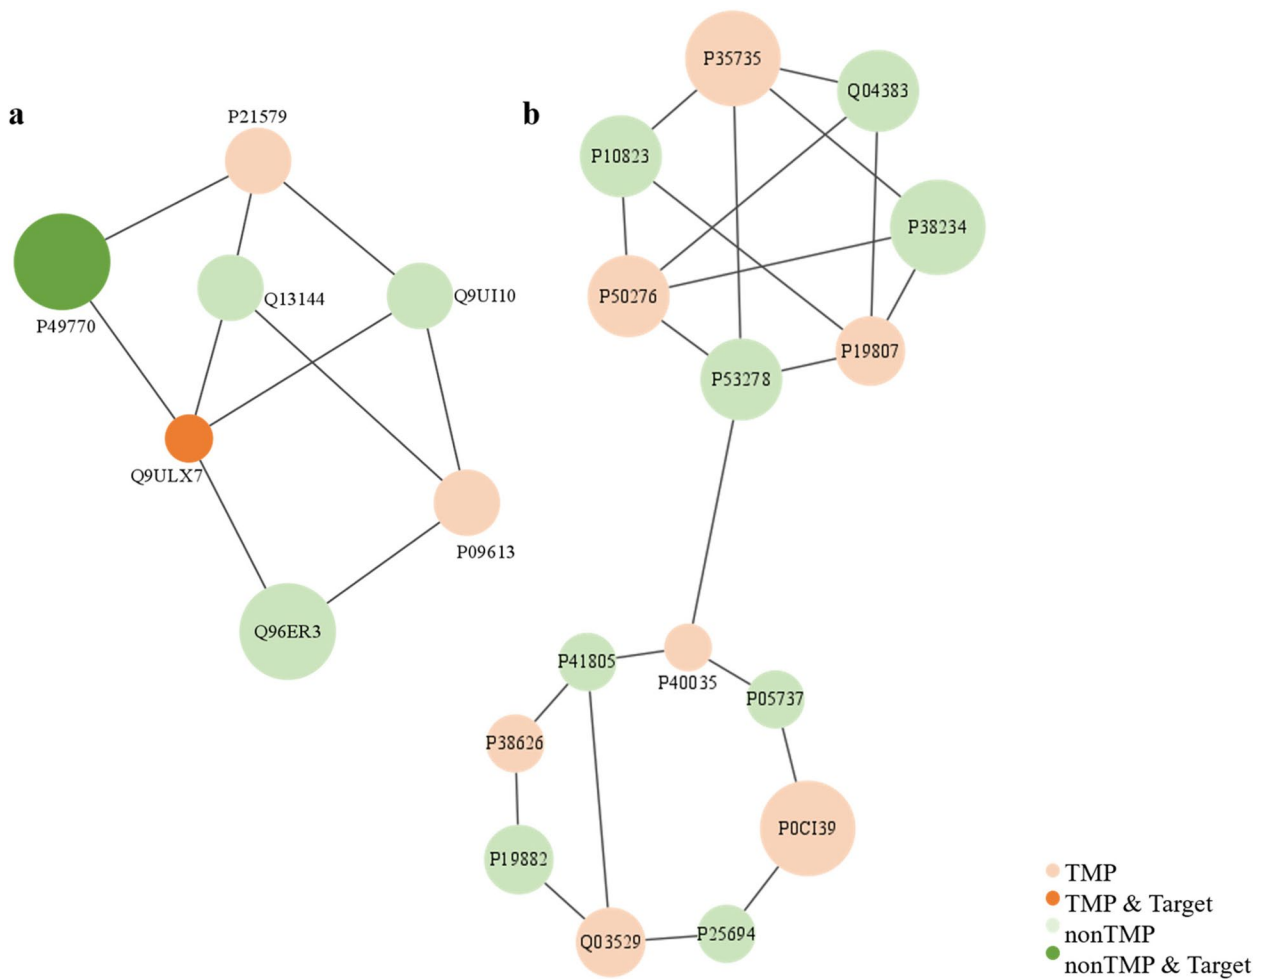 a
P21579
P49770
Q13144
Q9UI10
Q9ULX7
P09613
Q96ER3
b
P35735
Q04383
P10823
P38234
P50276
P19807
P53278
P41805
P40035
P05737
P38626
P0CI39
P19882
Q03529
P25694
TMP
TMP & Target
nonTMP
nonTMP & Target